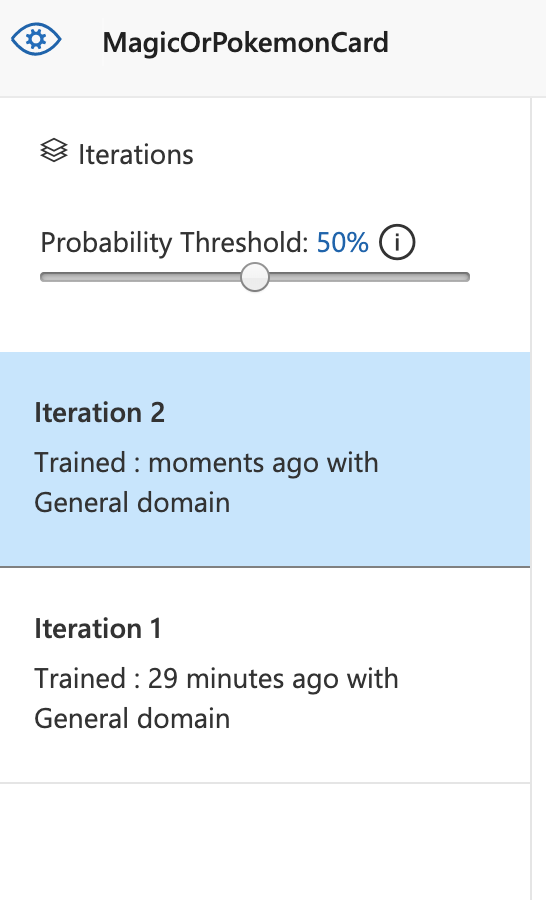 MagicOrPokemonCard
Iterations
Probability Threshold: 50% i
Iteration 2
Trained : moments ago with
General domain
Iteration 1
Trained : 29 minutes ago with
General domain